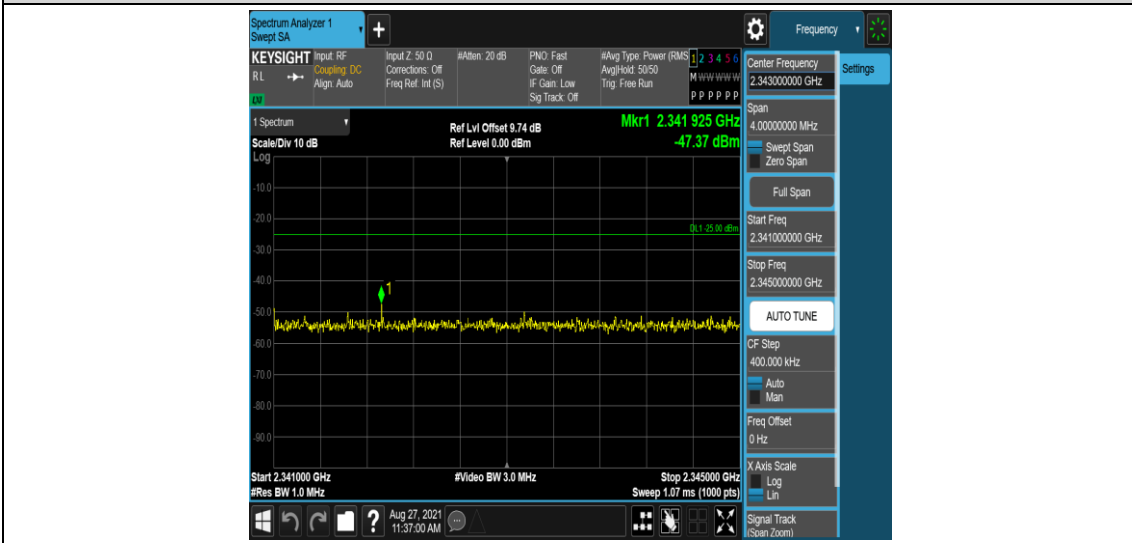 Spectrum Analyzer 1
Swept SA
+
Frequency
KEYSIGHT
RL
LXI
Input: RF
Coupling: DC
Align: Auto
Input Z: 50 Ω
Corrections: Off
Freq Ref: Int (S)
#Atten: 20 dB
PNO: Fast
Gate: Off
IF Gain: Low
Sig Track: Off
#Avg Type: Power (RMS
Avg|Hold: 50/50
Trig: Free Run
1 2 3 4 5 6
M W W W W W
P P P P P P
1 Spectrum
Scale/Div 10 dB
Log
Ref Lvl Offset 9.74 dB
Ref Level 0.00 dBm
Mkr1 2.341 925 GHz
-47.37 dBm
-10.0
-20.0
DL1 -25.00 dBm
-30.0
-40.0
1
-50.0
-60.0
-70.0
-80.0
-90.0
Start 2.341000 GHz
#Res BW 1.0 MHz
#Video BW 3.0 MHz
Stop 2.345000 GHz
Sweep 1.07 ms (1000 pts)
Aug 27, 2021
11:37:00 AM
?
Center Frequency
2.343000000 GHz
Settings
Span
4.00000000 MHz
Swept Span
Zero Span
Full Span
Start Freq
2.341000000 GHz
Stop Freq
2.345000000 GHz
AUTO TUNE
CF Step
400.000 kHz
Auto
Man
Freq Offset
0 Hz
X Axis Scale
Log
Lin
Signal Track
(Span Zoom)